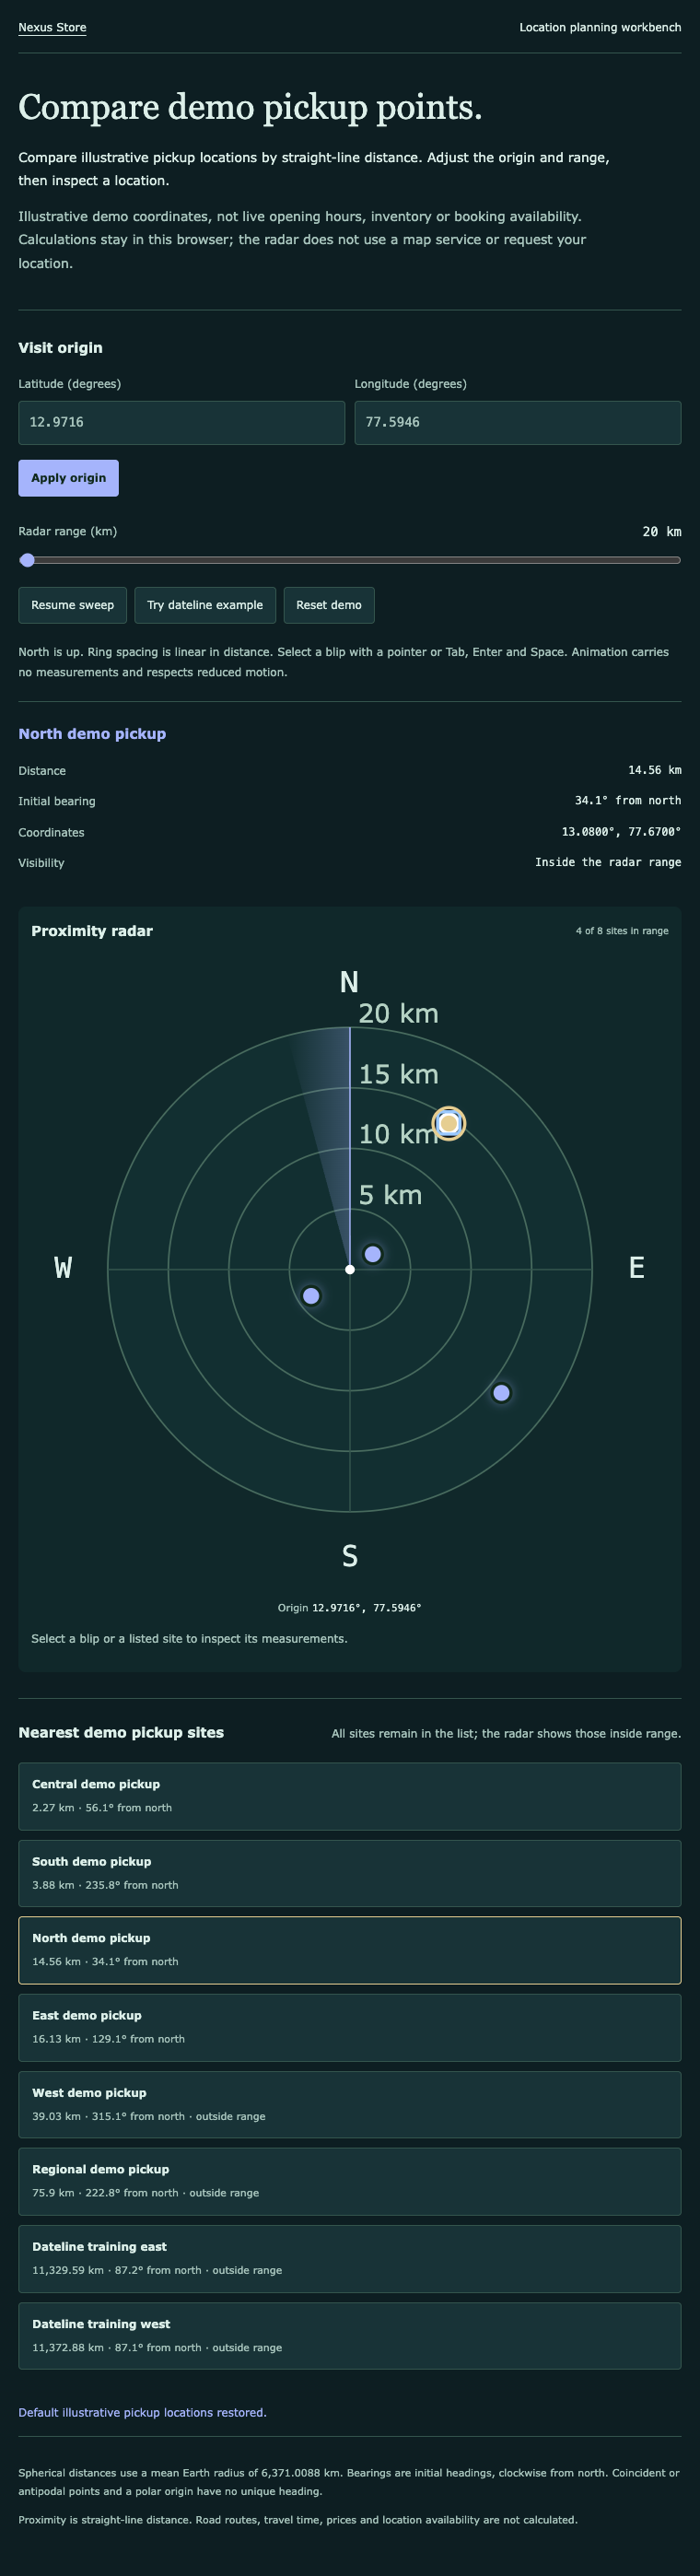 Nexus Store
Location planning workbench
Compare demo pickup points.
Compare illustrative pickup locations by straight-line distance. Adjust the origin and range,
then inspect a location.
Illustrative demo coordinates, not live opening hours, inventory or booking availability.
Calculations stay in this browser; the radar does not use a map service or request your
location.
Visit origin
Latitude (degrees)
Longitude (degrees)
12.9716
77.5946
Apply origin
Radar range (km)
20 km
Resume sweep
Try dateline example
Reset demo
North is up. Ring spacing is linear in distance. Select a blip with a pointer or Tab, Enter and Space. Animation carries
no measurements and respects reduced motion.
North demo pickup
Distance
14.56 km
Initial bearing
34.1° from north
Coordinates
13.0800°, 77.6700°
Visibility
Inside the radar range
Proximity radar
4 of 8 sites in range
N
20 km
15 km
10 km
5 km
W
E
S
Origin 12.9716°, 77.5946°
Select a blip or a listed site to inspect its measurements.
Nearest demo pickup sites
All sites remain in the list; the radar shows those inside range.
Central demo pickup
2.27 km · 56.1° from north
South demo pickup
3.88 km · 235.8° from north
North demo pickup
14.56 km · 34.1° from north
East demo pickup
16.13 km · 129.1° from north
West demo pickup
39.03 km · 315.1° from north · outside range
Regional demo pickup
75.9 km · 222.8° from north · outside range
Dateline training east
11,329.59 km · 87.2° from north · outside range
Dateline training west
11,372.88 km · 87.1° from north · outside range
Default illustrative pickup locations restored.
Spherical distances use a mean Earth radius of 6,371.0088 km. Bearings are initial headings, clockwise from north. Coincident or
antipodal points and a polar origin have no unique heading.
Proximity is straight-line distance. Road routes, travel time, prices and location availability are not calculated.